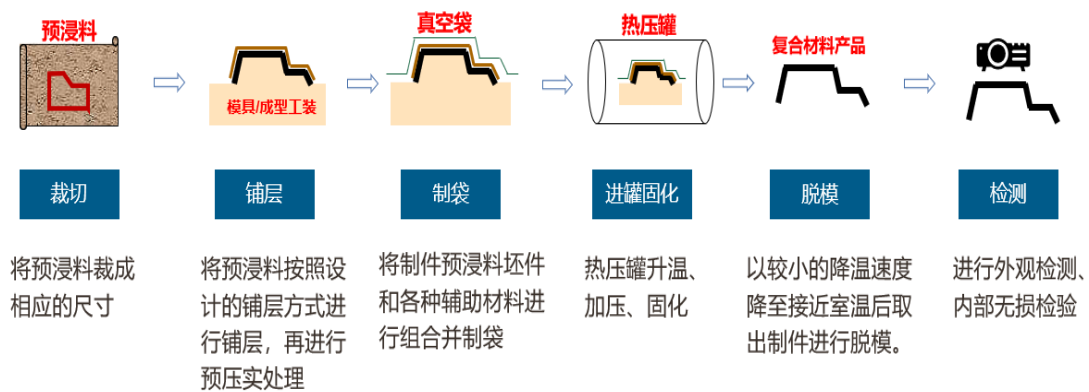 预浸料
模具/成型工装
真空袋
热压罐
复合材料产品
裁切
铺层
制袋
进罐固化
脱模
检测
将预浸料裁成
相应的尺寸
将预浸料按照设
计的铺层方式进
行铺层，再进行
预压实处理
将制件预浸料坯件
和各种辅助材料进
行组合并制袋
热压罐升温、
加压、固化
以较小的降温速度
降至接近室温后取
出制件进行脱模。
进行外观检测、
内部无损检验